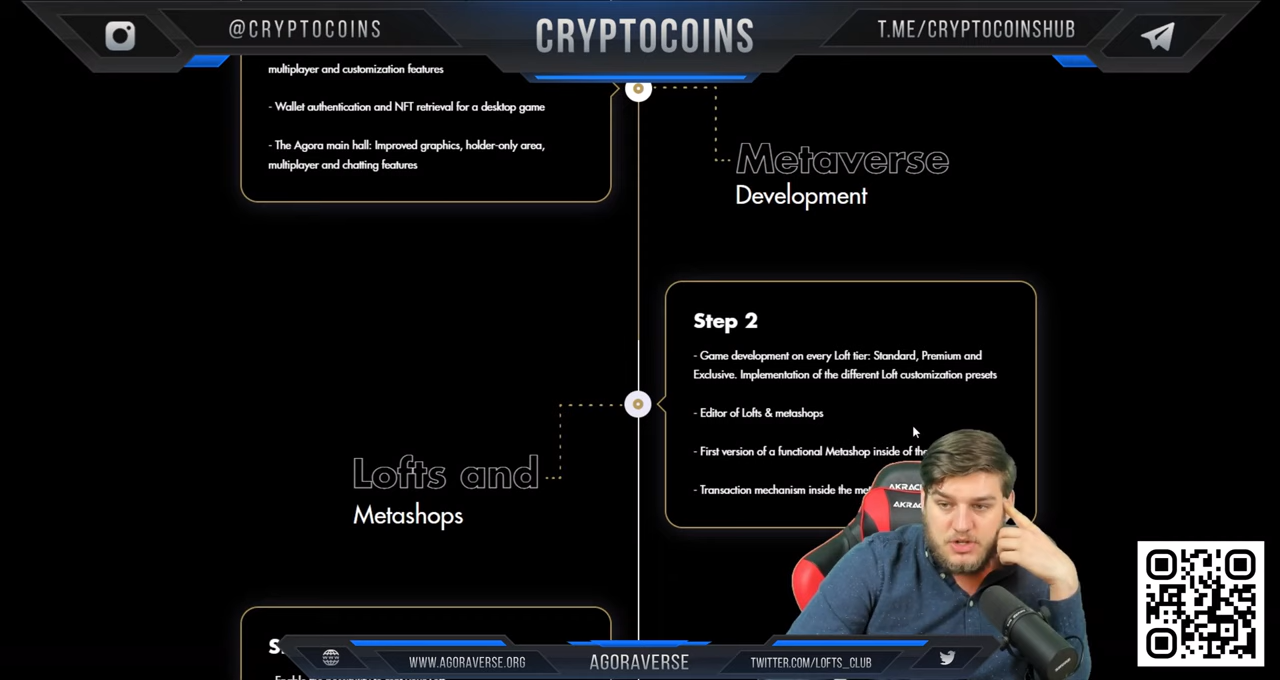 @CRYPTOCOINS
CRYPTOCOINS
T.ME/CRYPTOCOINSHUB
multiplayer and customization features
- Wallet authentication and NFT retrieval for a desktop game
- The Agora main hall: Improved graphics, holder-only area,
multiplayer and chatting features
Metaverse
Development
Step 2
- Game development on every Loft tier: Standard, Premium and
Exclusive. Implementation of the different Loft customization presets
- Editor of Lofts & metashops
- First version of a functional Metashop inside of the
- Transaction mechanism inside the
Lofts and
Metashops
AKRACING
AKRAC
WWW.AGORAVERSE.ORG
AGORAVERSE
TWITTER.COM/LOFTS_CLUB